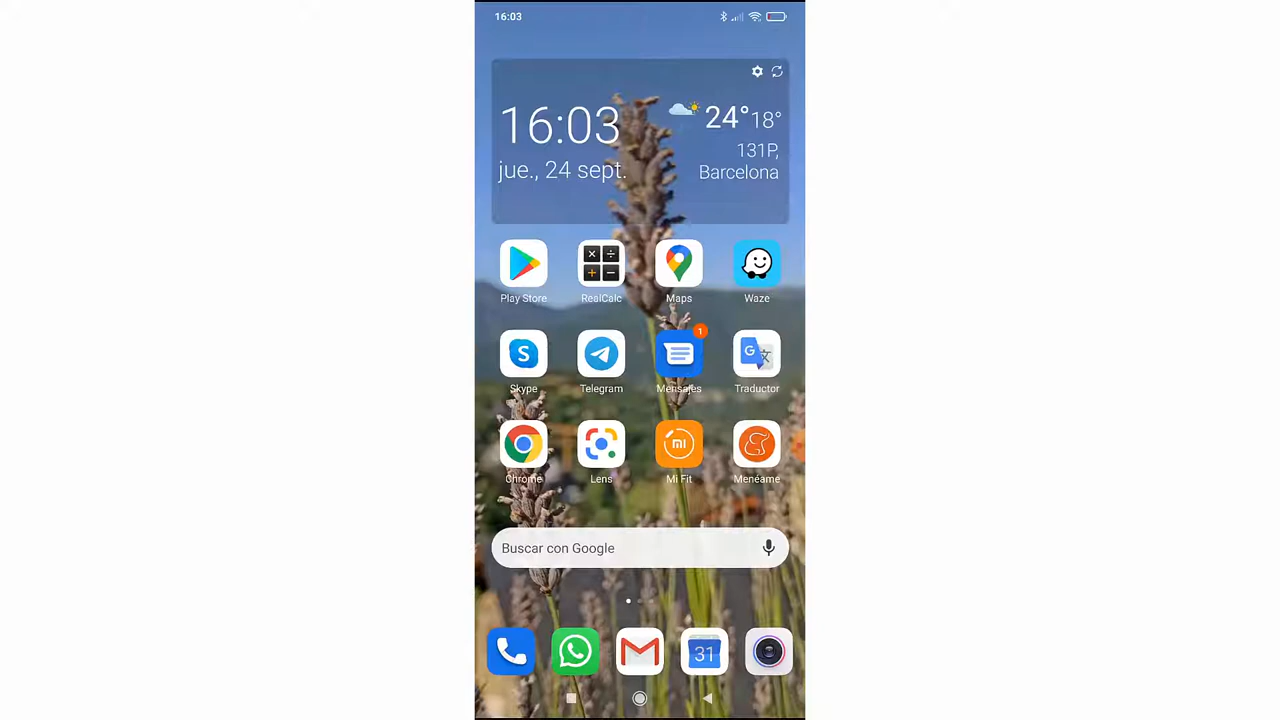 16:03
16:03
24° 18°
jue., 24 sept.
131P,
Barcelona
Play Store
RealCalc
Maps
Waze
S
1
G
Skype
Telegram
Mensajes
Traductor
mi
Chrome
Lens
Mi Fit
Menéame
Buscar con Google
31